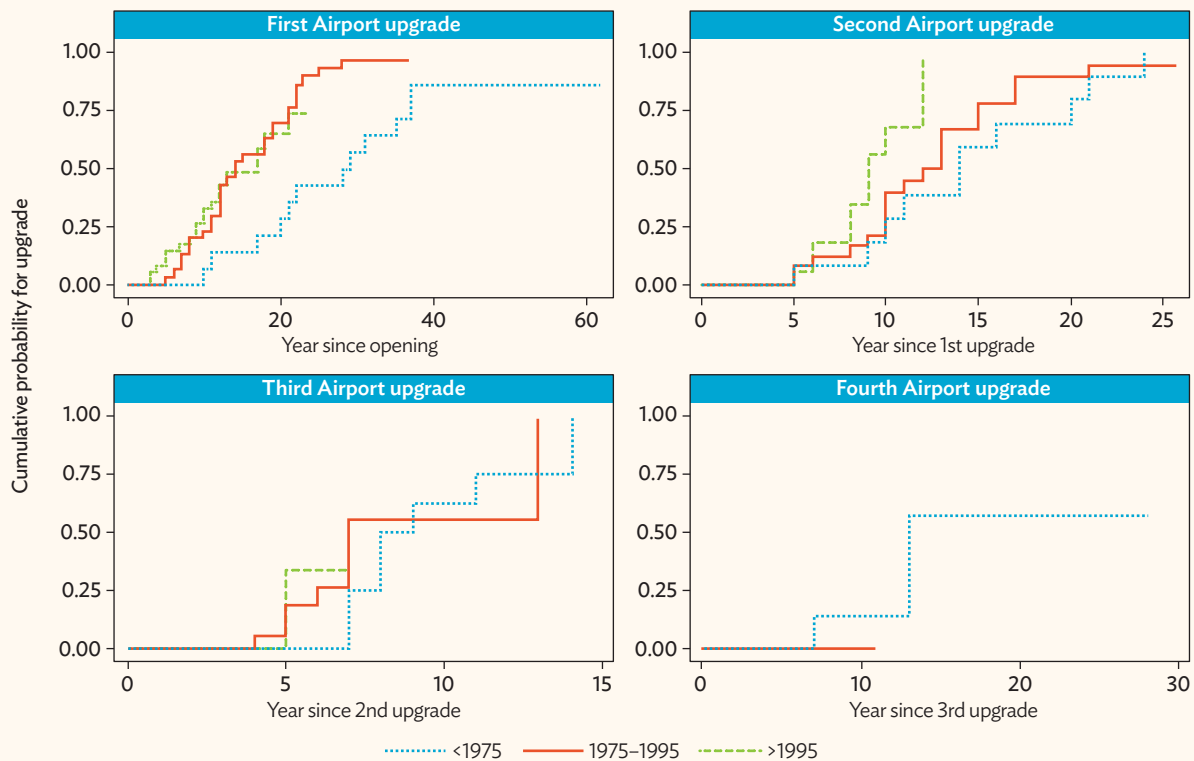 First Airport upgrade
Second Airport upgrade
Cumulative probability for upgrade
1.00
0.75
0.50
0.25
0.00
0 20 40 60
Year since opening
1.00
0.75
0.50
0.25
0.00
0 5 10 15 20 25
Year since 1st upgrade
Third Airport upgrade
Fourth Airport upgrade
1.00
0.75
0.50
0.25
0.00
0 5 10 15
Year since 2nd upgrade
1.00
0.75
0.50
0.25
0.00
0 10 20 30
Year since 3rd upgrade
<1975 1975–1995 >1995